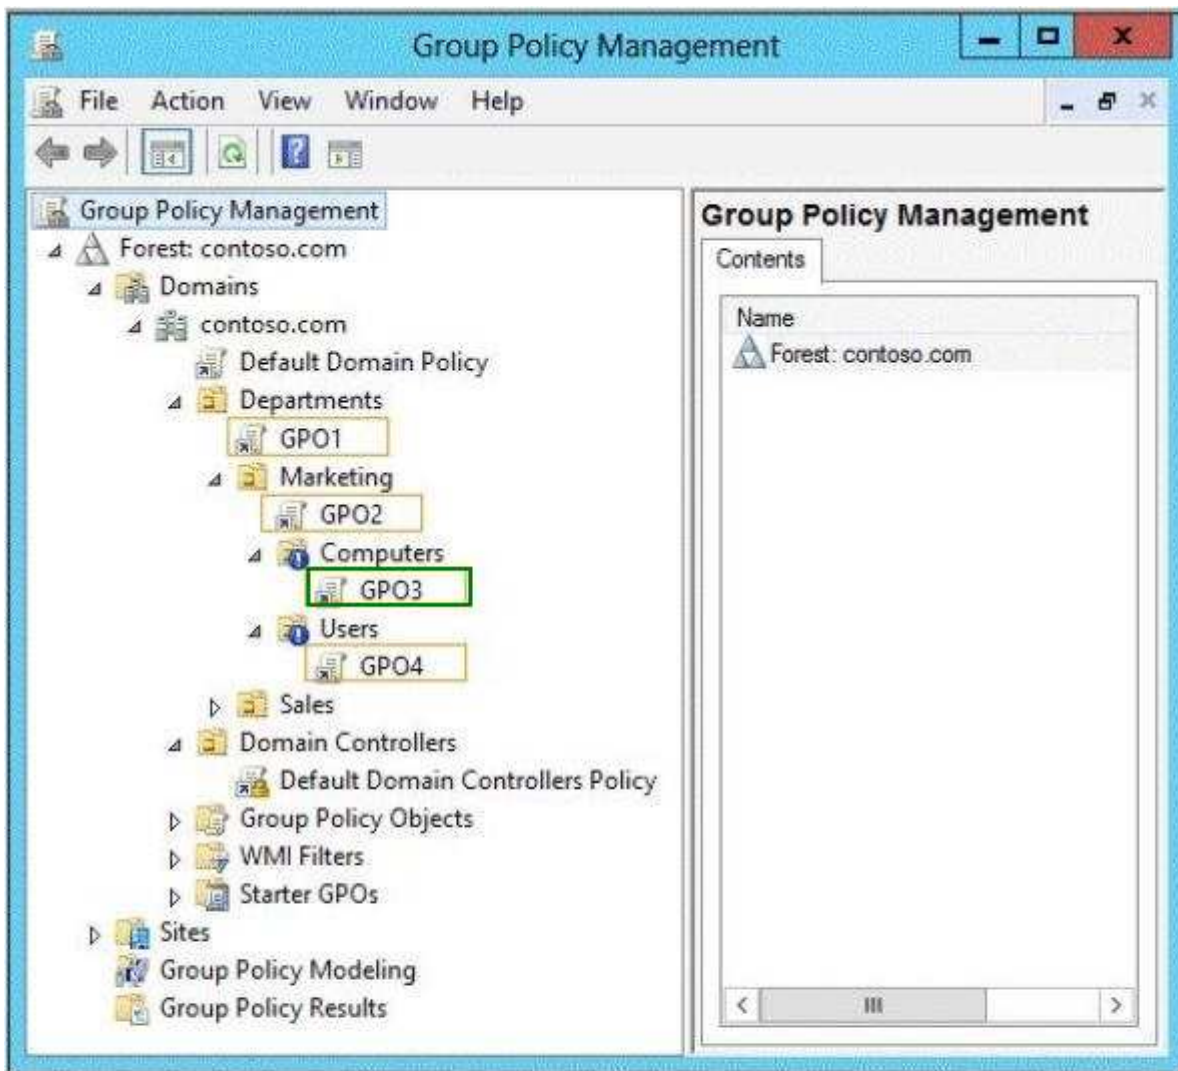 Group Policy Management
File Action View Window Help
Group Policy Management
Forest: contoso.com
Domains
contoso.com
Default Domain Policy
Departments
GPO1
Marketing
GPO2
Computers
GPO3
Users
GPO4
Sales
Domain Controllers
Default Domain Controllers Policy
Group Policy Objects
WMI Filters
Starter GPOs
Sites
Group Policy Modeling
Group Policy Results
Group Policy Management
Contents
Name
Forest: contoso.com